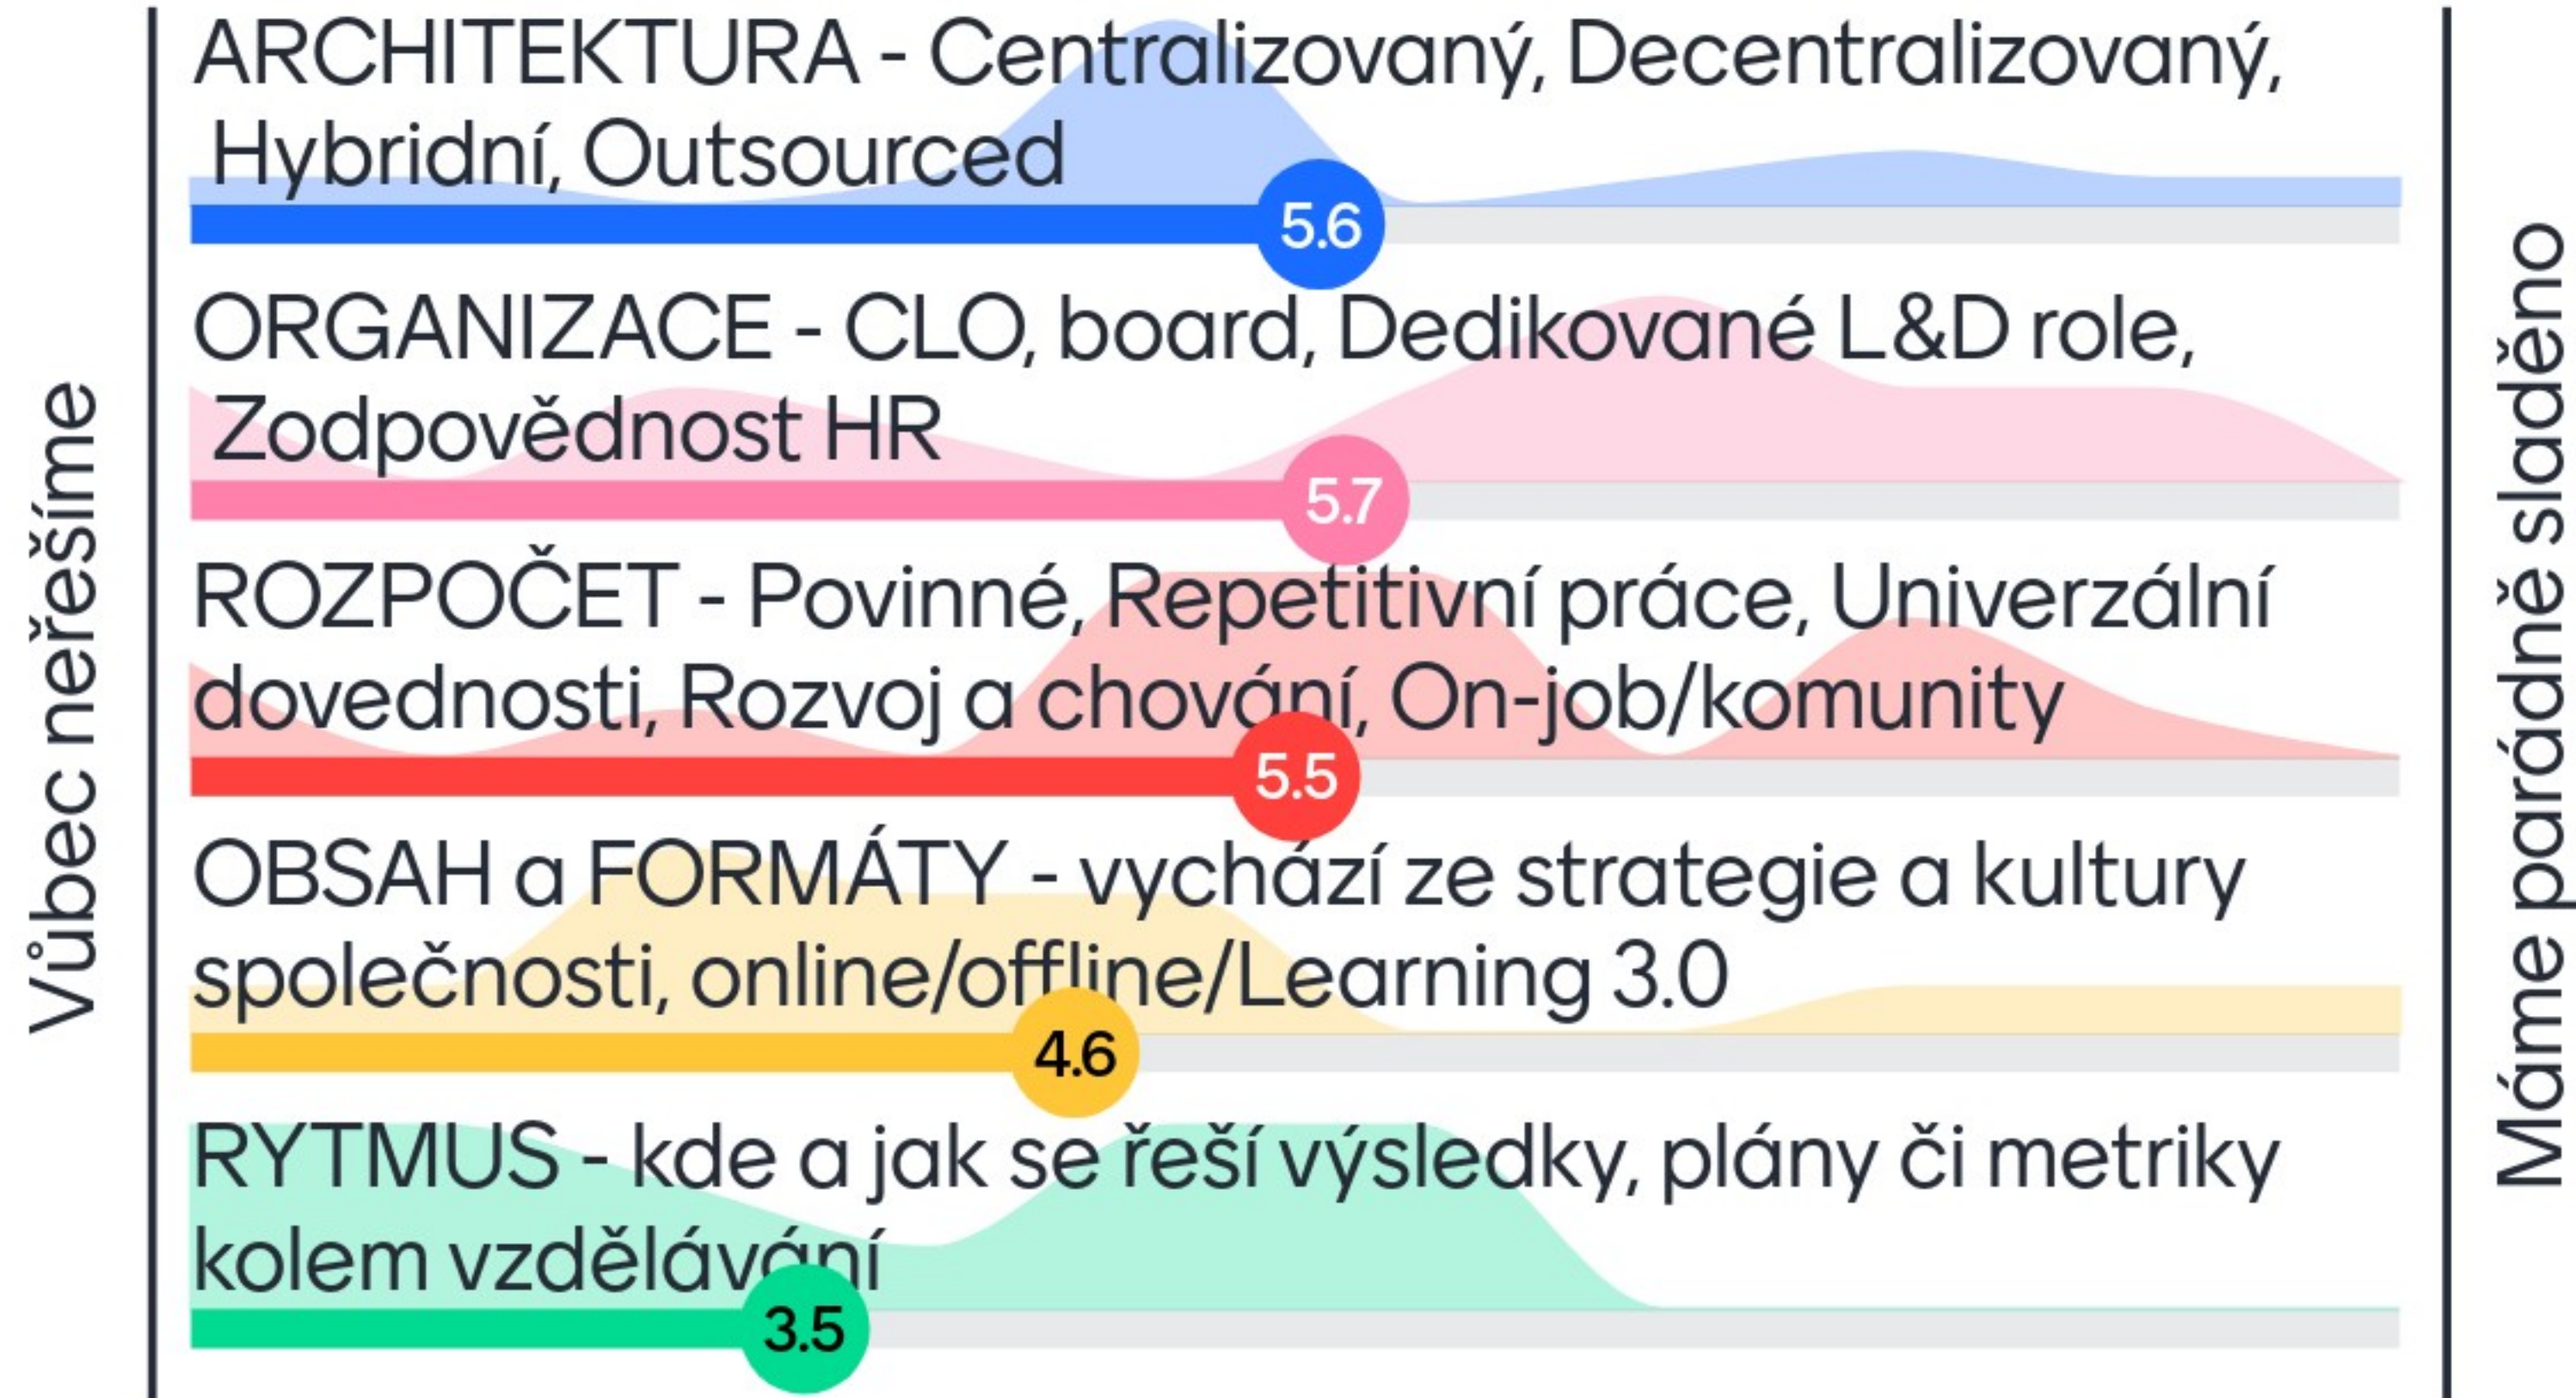 Vůbec neřešíme
ARCHITEKTURA - Centralizovaný, Decentralizovaný,
Hybridní, Outsourced
5.6
ORGANIZACE - CLO, board, Dedikované L&D role,
Zodpovědnost HR
5.7
ROZPOČET - Povinné, Repetitivní práce, Univerzální
dovednosti, Rozvoj a chování, On-job/komunity
5.5
OBSAH a FORMÁTY - vychází ze strategie a kultury
společnosti, online/offline/Learning 3.0
4.6
RYTMUS - kde a jak se řeší výsledky, plány či metriky
kolem vzdělávání
3.5
Máme parádně sladěno